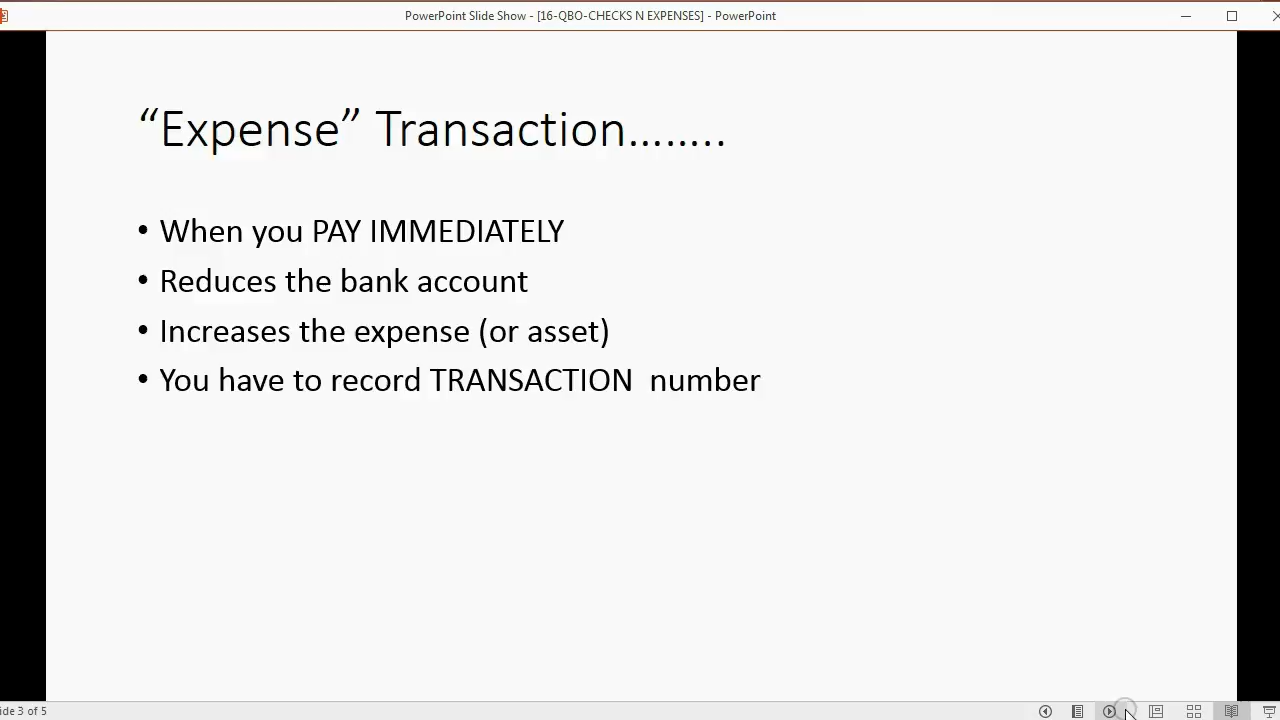 PowerPoint Slide Show - [16-QBO-CHECKS N EXPENSES] - PowerPoint
“Expense” Transaction........
• When you PAY IMMEDIATELY
• Reduces the bank account
• Increases the expense (or asset)
• You have to record TRANSACTION  number
ide 3 of 5